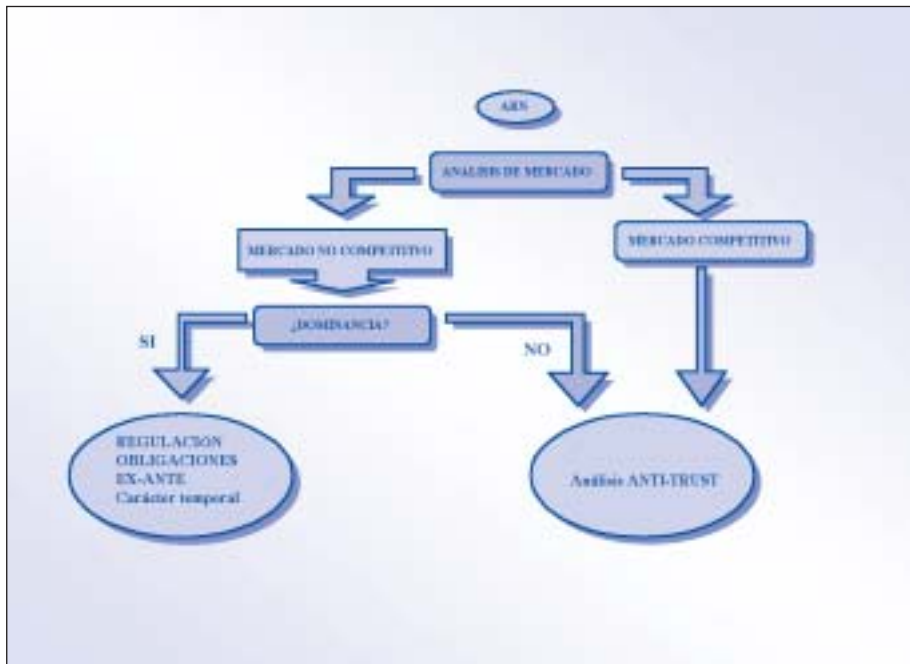 ARN
ANALISIS DE MERCADO
MERCADO NO COMPETITIVO
MERCADO COMPETITIVO
¿DOMINANCIA?
SI
NO
REGULACION
OBLIGACIONES
EX-ANTE
Carácter temporal
Análisis ANTI-TRUST